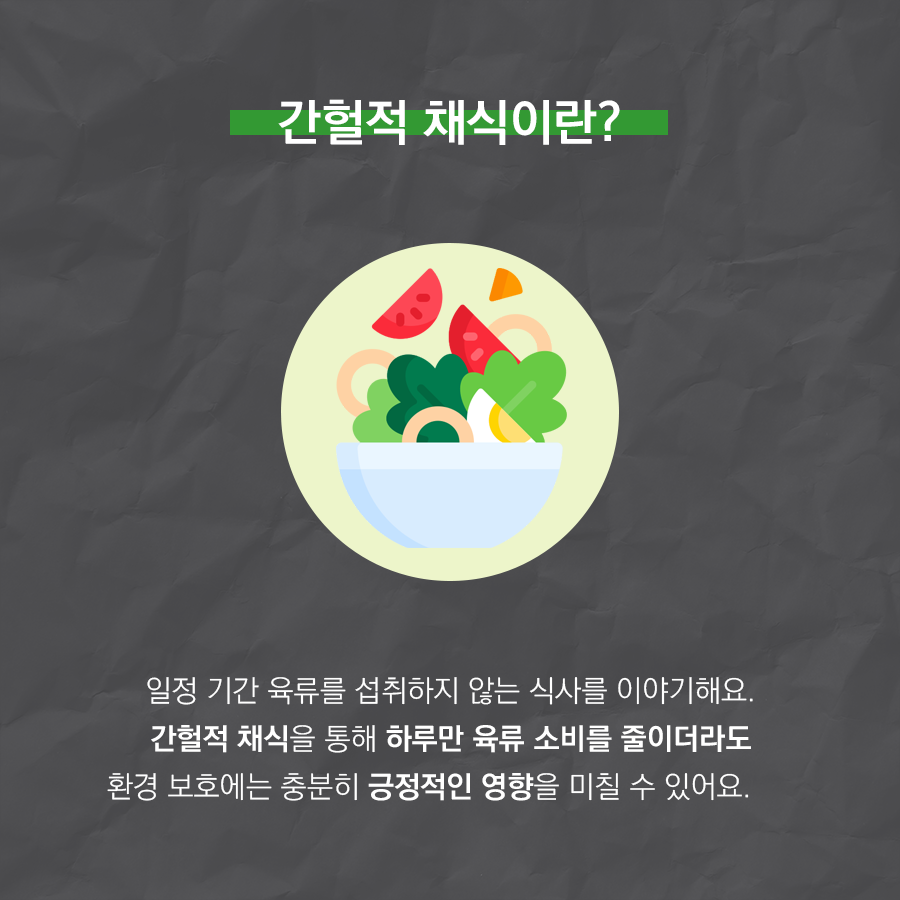 간헐적 채식이란?
일정 기간 육류를 섭취하지 않는 식사를 이야기해요.
간헐적 채식을 통해 하루만 육류 소비를 줄이더라도
환경 보호에는 충분히 긍정적인 영향을 미칠 수 있어요.